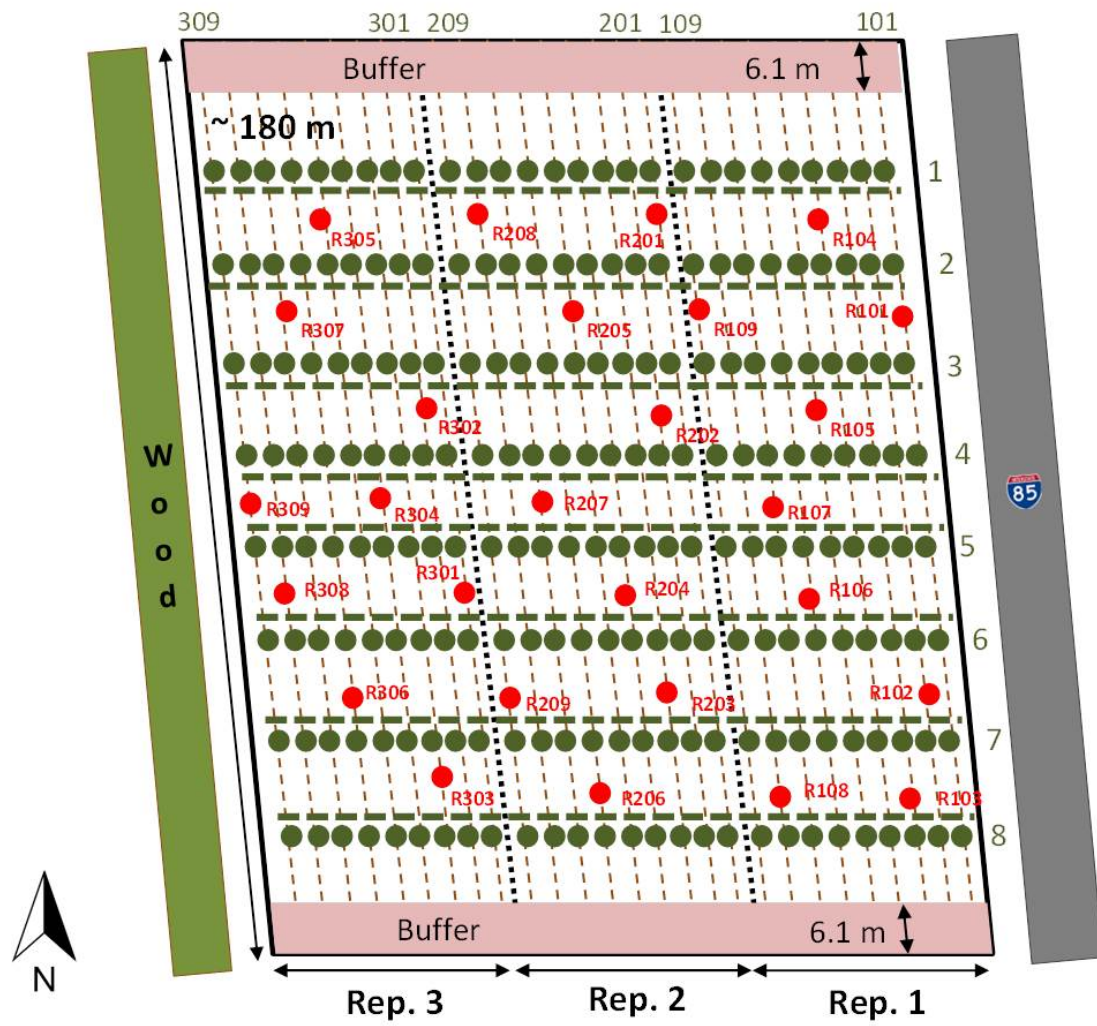 309 301 209 201 109 101
Buffer 6.1 m
~ 180 m
1
R305 R208 R201 R104
2
R307 R205 R109 R101
3
R302 R202 R105
4
R309 R304 R207 R107
5
R308 R301 R204 R106
6
R306 R209 R203 R102
7
R303 R206 R108 R103
8
Buffer 6.1 m
Rep. 3 Rep. 2 Rep. 1
W
o
o
d
85
N